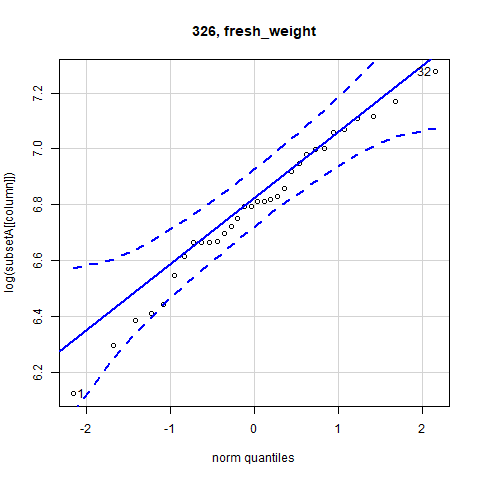 326, fresh_weight
log(subsetA[[column]])
7.2
7.0
6.8
6.6
6.4
6.2
32
1
-2 -1 0 1 2
norm quantiles